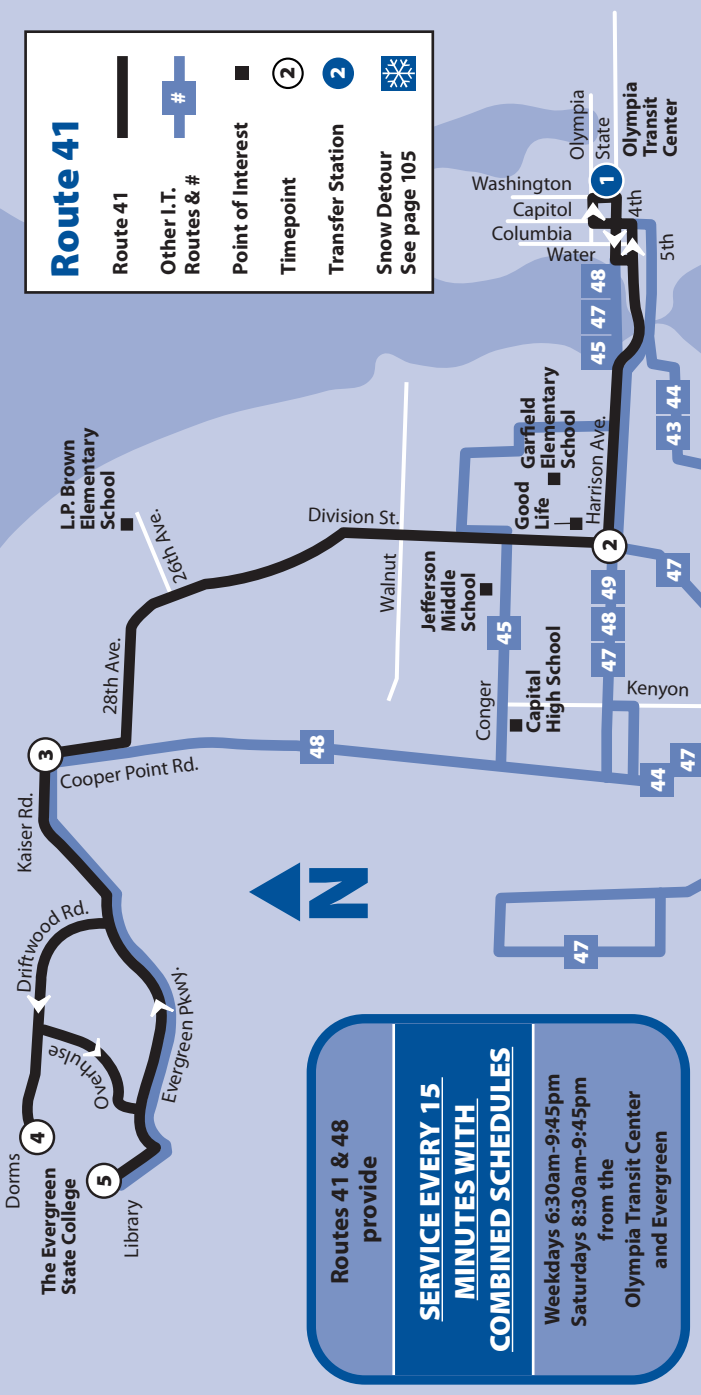 Route 41
Route 41
Other I.T.
Routes & #
#
Point of Interest
Timepoint
2
Transfer Station
2
Snow Detour
See page 105
Dorms
4
The Evergreen
State College
5
Library
Driftwood Rd.
Overhulse
Evergreen Pkwy.
Kaiser Rd.
3
Cooper Point Rd.
28th Ave.
26th Ave.
L.P. Brown
Elementary
School
48
Division St.
Walnut
Jefferson
Middle
School
45
Conger
Capital
High School
Good
Life
Garfield
Elementary
School
Harrison Ave.
2
47 48 49
Kenyon
44
47
47
47
43 44
45 47 48
Water
Columbia
Capitol
Washington
Olympia
State
1
Olympia
Transit
Center
4th
5th
N
Routes 41 & 48
provide
SERVICE EVERY 15
MINUTES WITH
COMBINED SCHEDULES
Weekdays 6:30am-9:45pm
Saturdays 8:30am-9:45pm
from the
Olympia Transit Center
and Evergreen